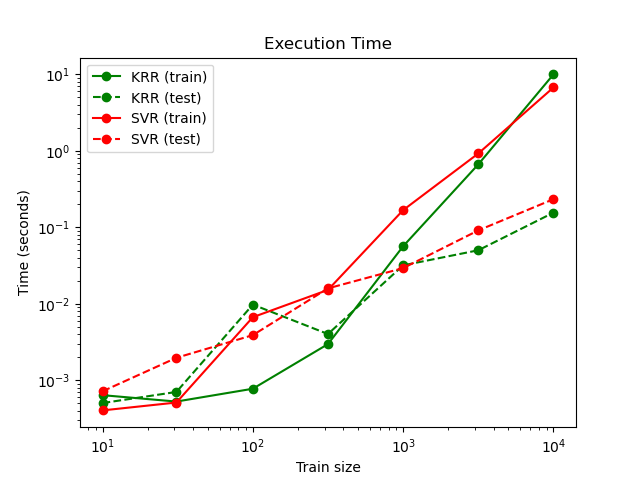 Execution Time
KRR (train)
KRR (test)
SVR (train)
SVR (test)
10¹
10⁰
10⁻¹
10⁻²
10⁻³
Time (seconds)
10¹ 10² 10³ 10⁴
Train size